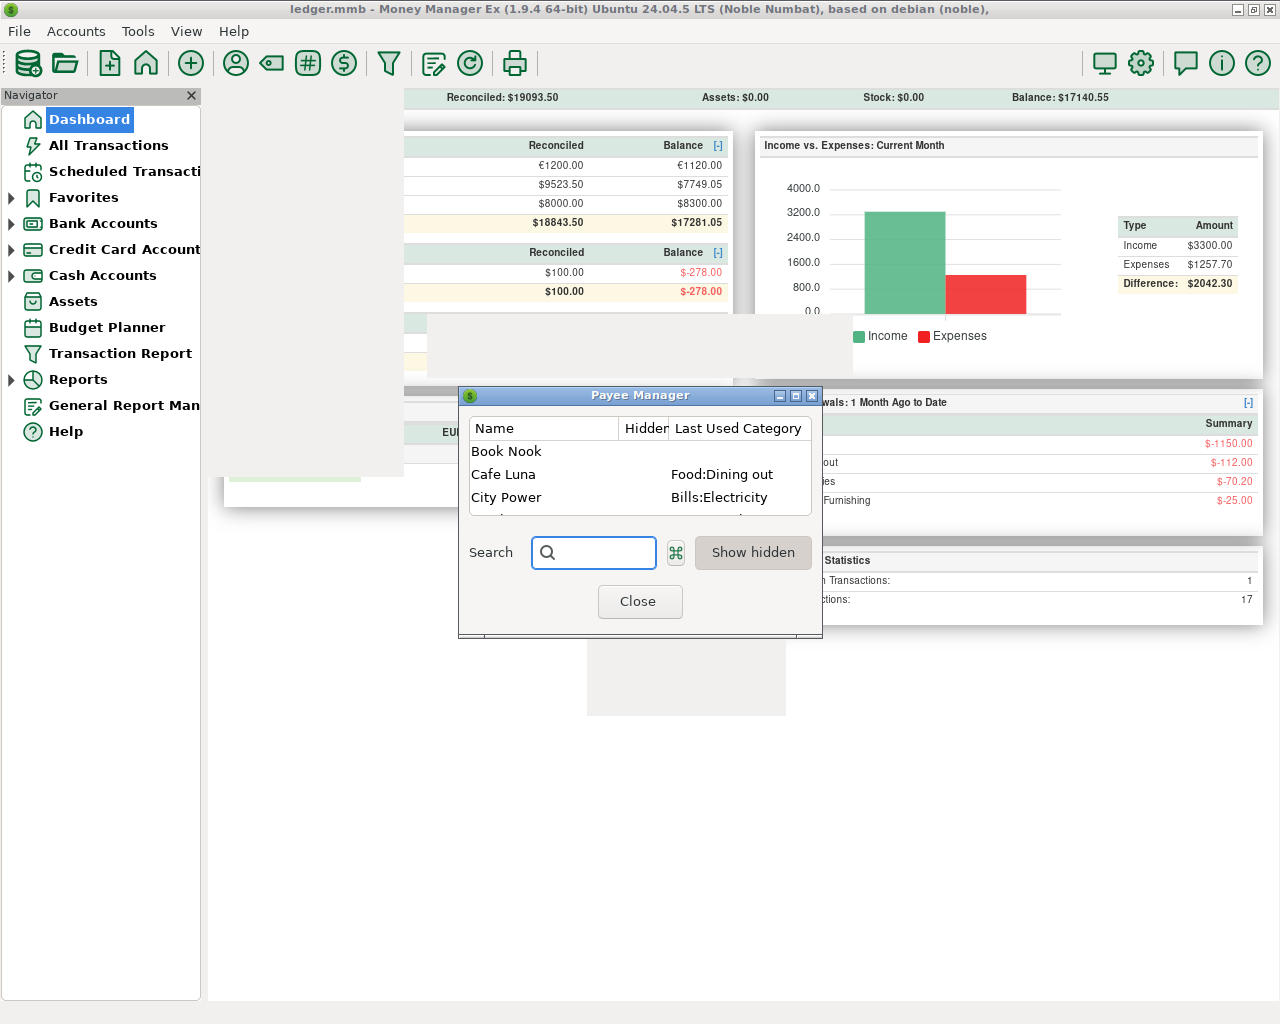 ledger.mmb - Money Manager Ex (1.9.4 64-bit) Ubuntu 24.04.5 LTS (Noble Numbat), based on debian (noble),
File Accounts Tools View Help
Navigator
Dashboard
All Transactions
Scheduled Transacti
Favorites
Bank Accounts
Credit Card Account
Cash Accounts
Assets
Budget Planner
Transaction Report
Reports
General Report Man
Help
Reconciled: $19093.50 Assets: $0.00 Stock: $0.00 Balance: $17140.55
Reconciled Balance [-]
€1200.00 €1120.00
$9523.50 $7749.05
$8000.00 $8300.00
$18843.50 $17281.05
Reconciled Balance [-]
$100.00 $-278.00
$100.00 $-278.00
Income vs. Expenses: Current Month
4000.0
3200.0
2400.0
1600.0
800.0
0.0
Income Expenses
Type Amount
Income $3300.00
Expenses $1257.70
Difference: $2042.30
Payee Manager
Name Hidden Last Used Category
Book Nook
Cafe Luna Food:Dining out
City Power Bills:Electricity
Search Show hidden
Close
wals: 1 Month Ago to Date [-]
Summary
$-1150.00
out $-112.00
ies $-70.20
Furnishing $-25.00
Statistics
n Transactions: 1
ctions: 17